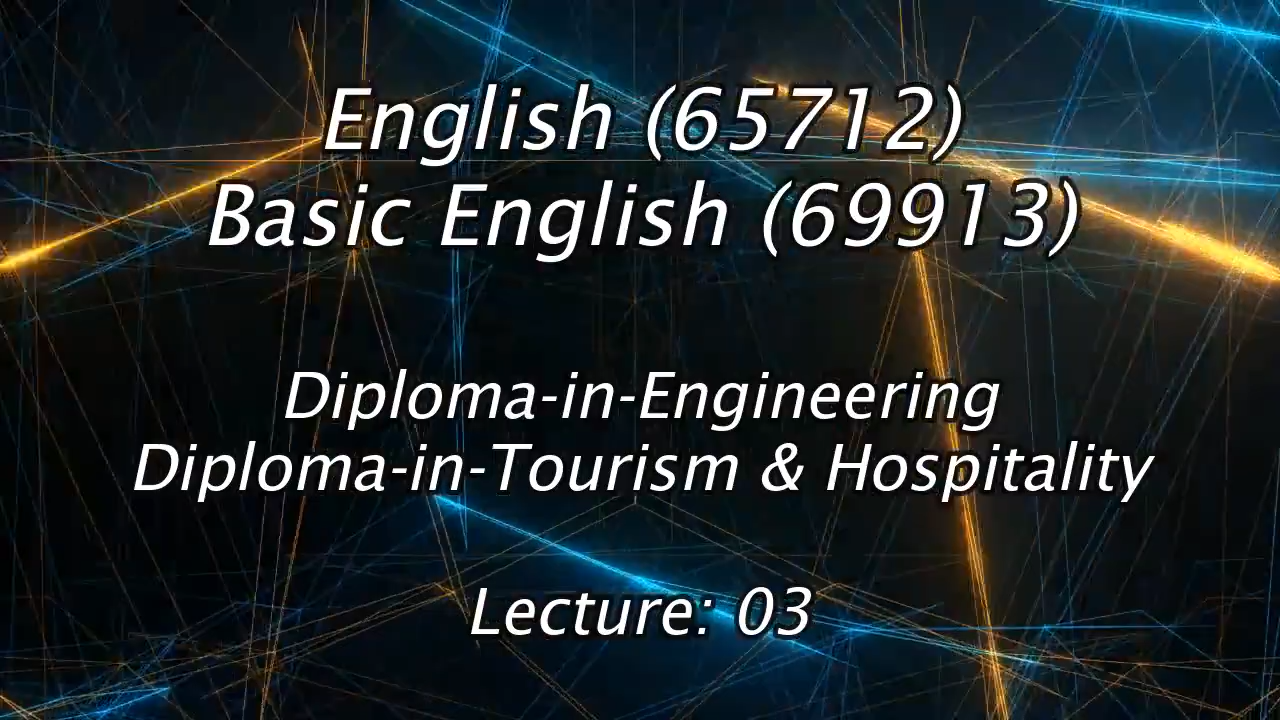 English (65712)
Basic English (69913)
Diploma-in-Engineering
Diploma-in-Tourism & Hospitality
Lecture: 03